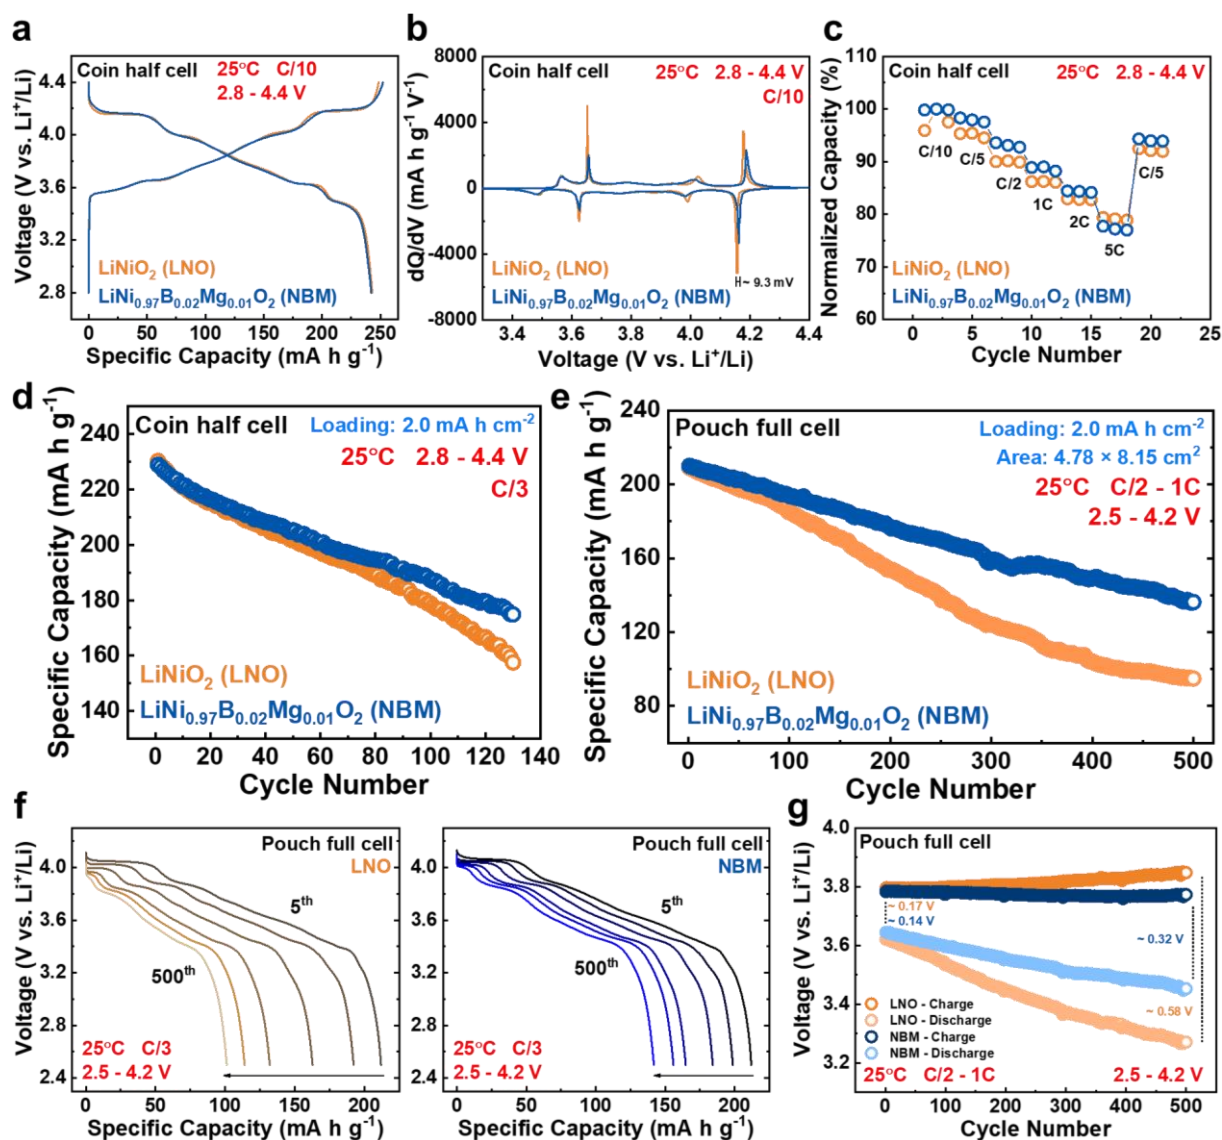 a
Coin half cell
25°C C/10
2.8 - 4.4 V
4.4
4.0
3.6
3.2
2.8
Voltage (V vs. Li⁺/Li)
LiNiO₂ (LNO)
LiNi₀.₉₇B₀.₀₂Mg₀.₀₁O₂ (NBM)
0 50 100 150 200 250
Specific Capacity (mA h g⁻¹)
b
Coin half cell
25°C 2.8 - 4.4 V
C/10
8000
4000
0
-4000
-8000
dQ/dV (mA h g⁻¹ V⁻¹)
~ 9.3 mV
LiNiO₂ (LNO)
LiNi₀.₉₇B₀.₀₂Mg₀.₀₁O₂ (NBM)
3.4 3.6 3.8 4.0 4.2 4.4
Voltage (V vs. Li⁺/Li)
c
Coin half cell
25°C 2.8 - 4.4 V
110
100
90
80
70
60
Normalized Capacity (%)
C/10
C/5
C/2
1C
2C
5C
C/5
LiNiO₂ (LNO)
LiNi₀.₉₇B₀.₀₂Mg₀.₀₁O₂ (NBM)
0 5 10 15 20 25
Cycle Number
d
Coin half cell
Loading: 2.0 mA h cm⁻²
25°C 2.8 - 4.4 V
C/3
240
220
200
180
160
140
Specific Capacity (mA h g⁻¹)
LiNiO₂ (LNO)
LiNi₀.₉₇B₀.₀₂Mg₀.₀₁O₂ (NBM)
0 20 40 60 80 100 120 140
Cycle Number
e
Pouch full cell
Loading: 2.0 mA h cm⁻²
Area: 4.78 × 8.15 cm²
25°C C/2 - 1C
2.5 - 4.2 V
240
200
160
120
80
Specific Capacity (mA h g⁻¹)
LiNiO₂ (LNO)
LiNi₀.₉₇B₀.₀₂Mg₀.₀₁O₂ (NBM)
0 100 200 300 400 500
Cycle Number
f
Pouch full cell
LNO
4.0
3.6
3.2
2.8
2.4
Voltage (V vs. Li⁺/Li)
5ᵗʰ
500ᵗʰ
25°C C/3
2.5 - 4.2 V
0 50 100 150 200
Specific Capacity (mA h g⁻¹)
Pouch full cell
NBM
4.0
3.6
3.2
2.8
2.4
5ᵗʰ
500ᵗʰ
25°C C/3
2.5 - 4.2 V
0 50 100 150 200
Specific Capacity (mA h g⁻¹)
g
Pouch full cell
4.0
3.8
3.6
3.4
3.2
Voltage (V vs. Li⁺/Li)
~ 0.17 V
~ 0.14 V
~ 0.32 V
~ 0.58 V
LNO - Charge
LNO - Discharge
NBM - Charge
NBM - Discharge
25°C C/2 - 1C
2.5 - 4.2 V
0 100 200 300 400 500
Cycle Number